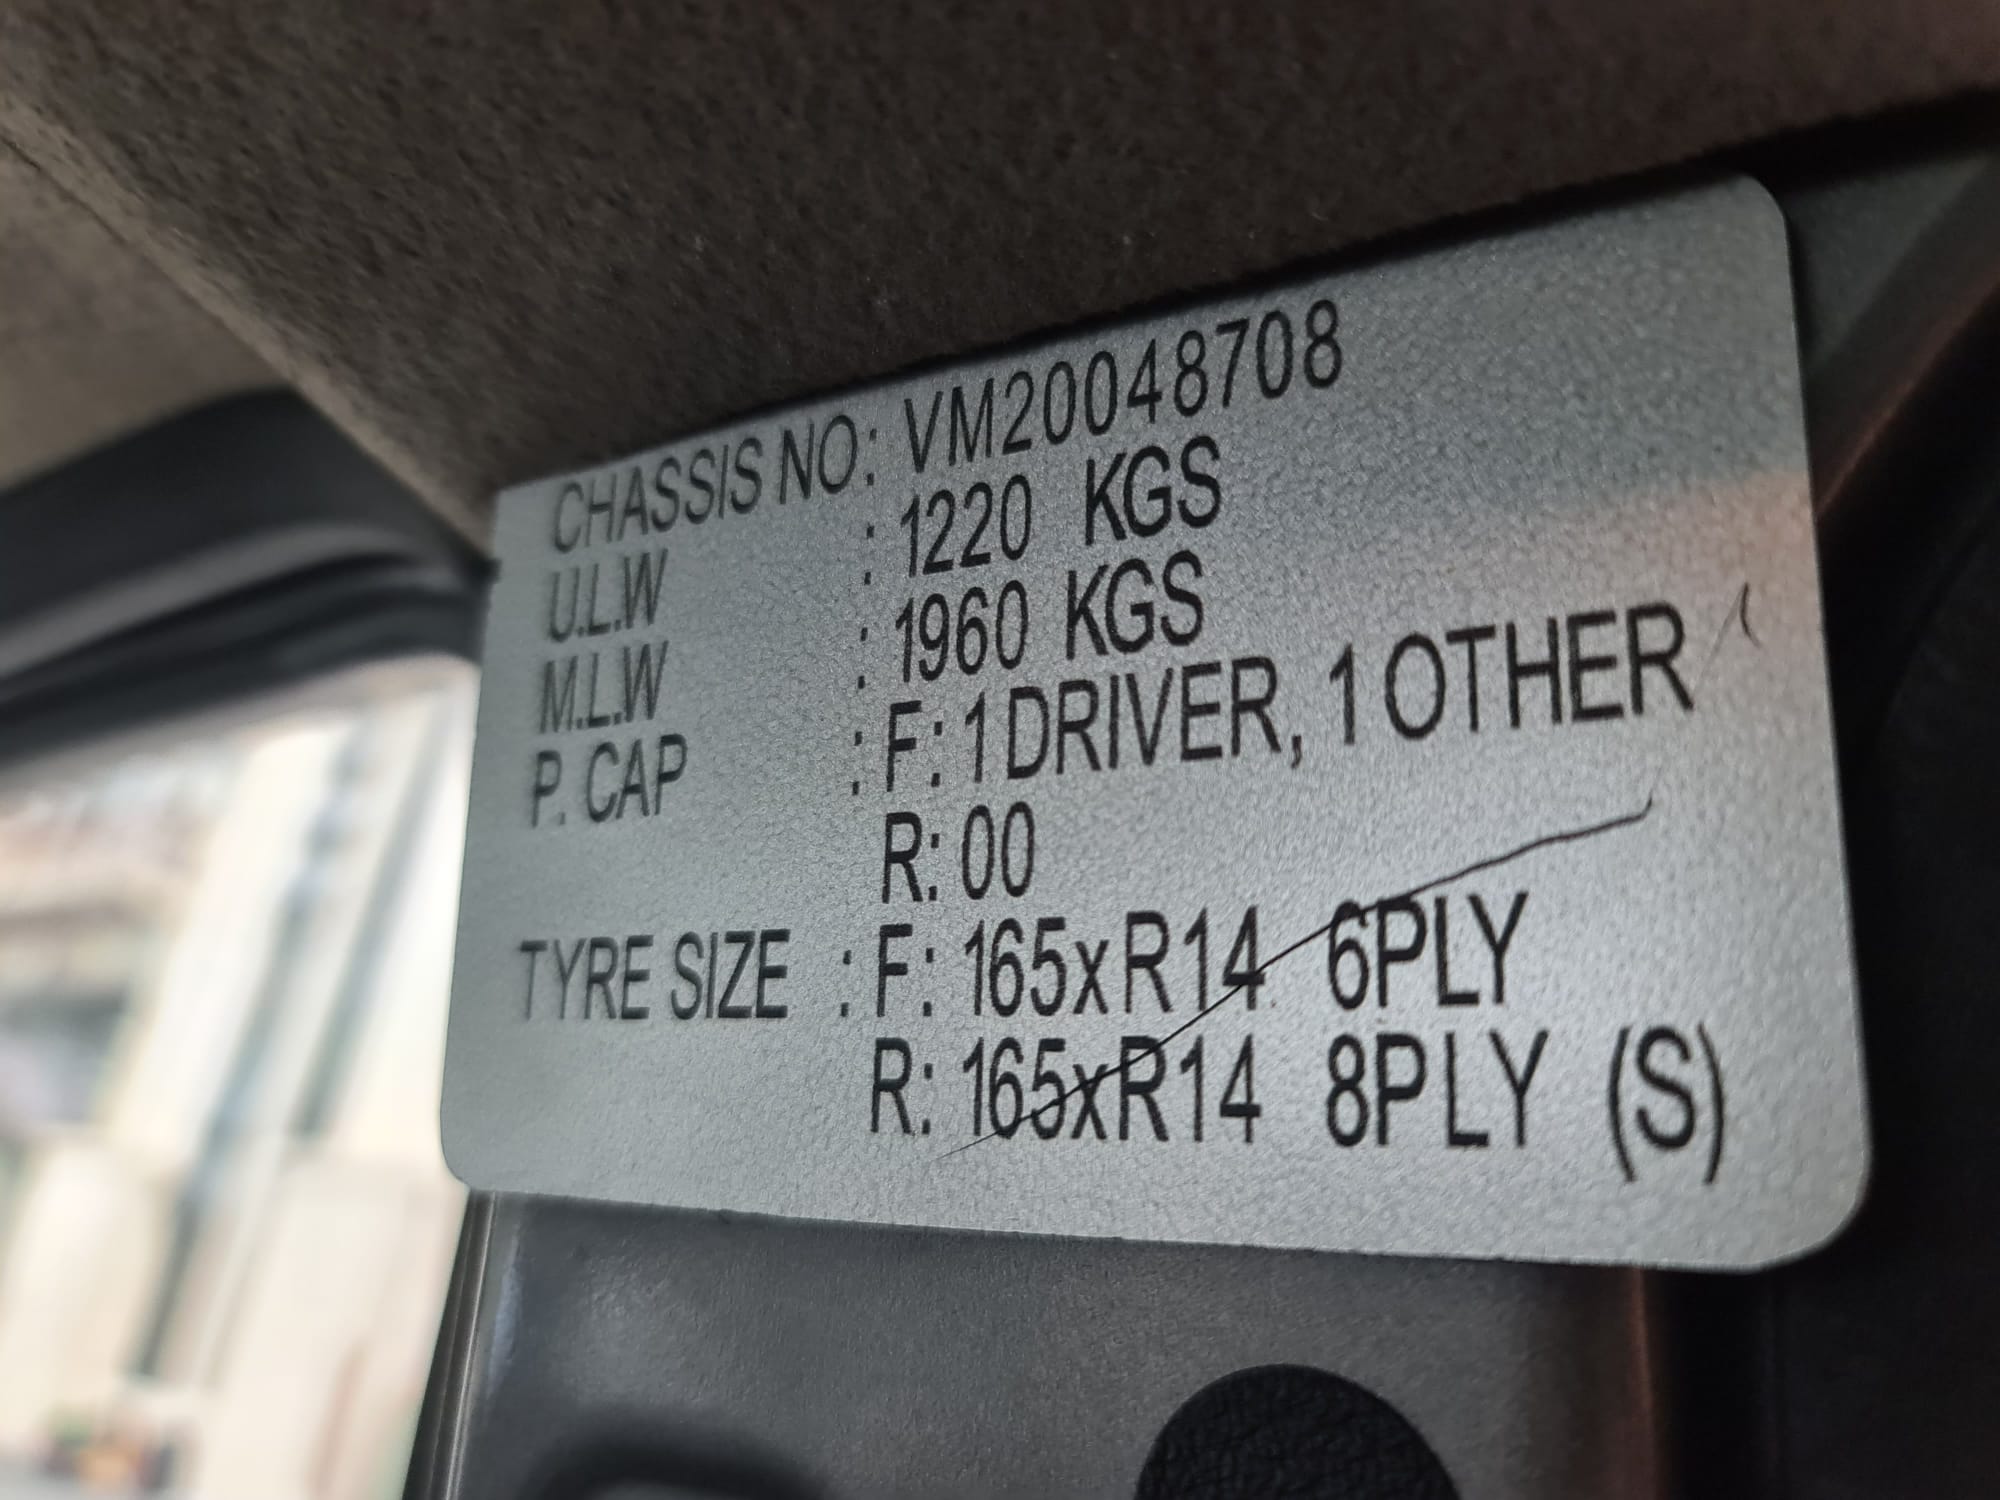 CHASSIS NO: VM20048708
U.L.W : 1220 KGS
M.L.W : 1960 KGS
P. CAP : F: 1 DRIVER, 1 OTHER
R: 00
TYRE SIZE : F: 165xR14 6PLY
R: 165xR14 8PLY (S)